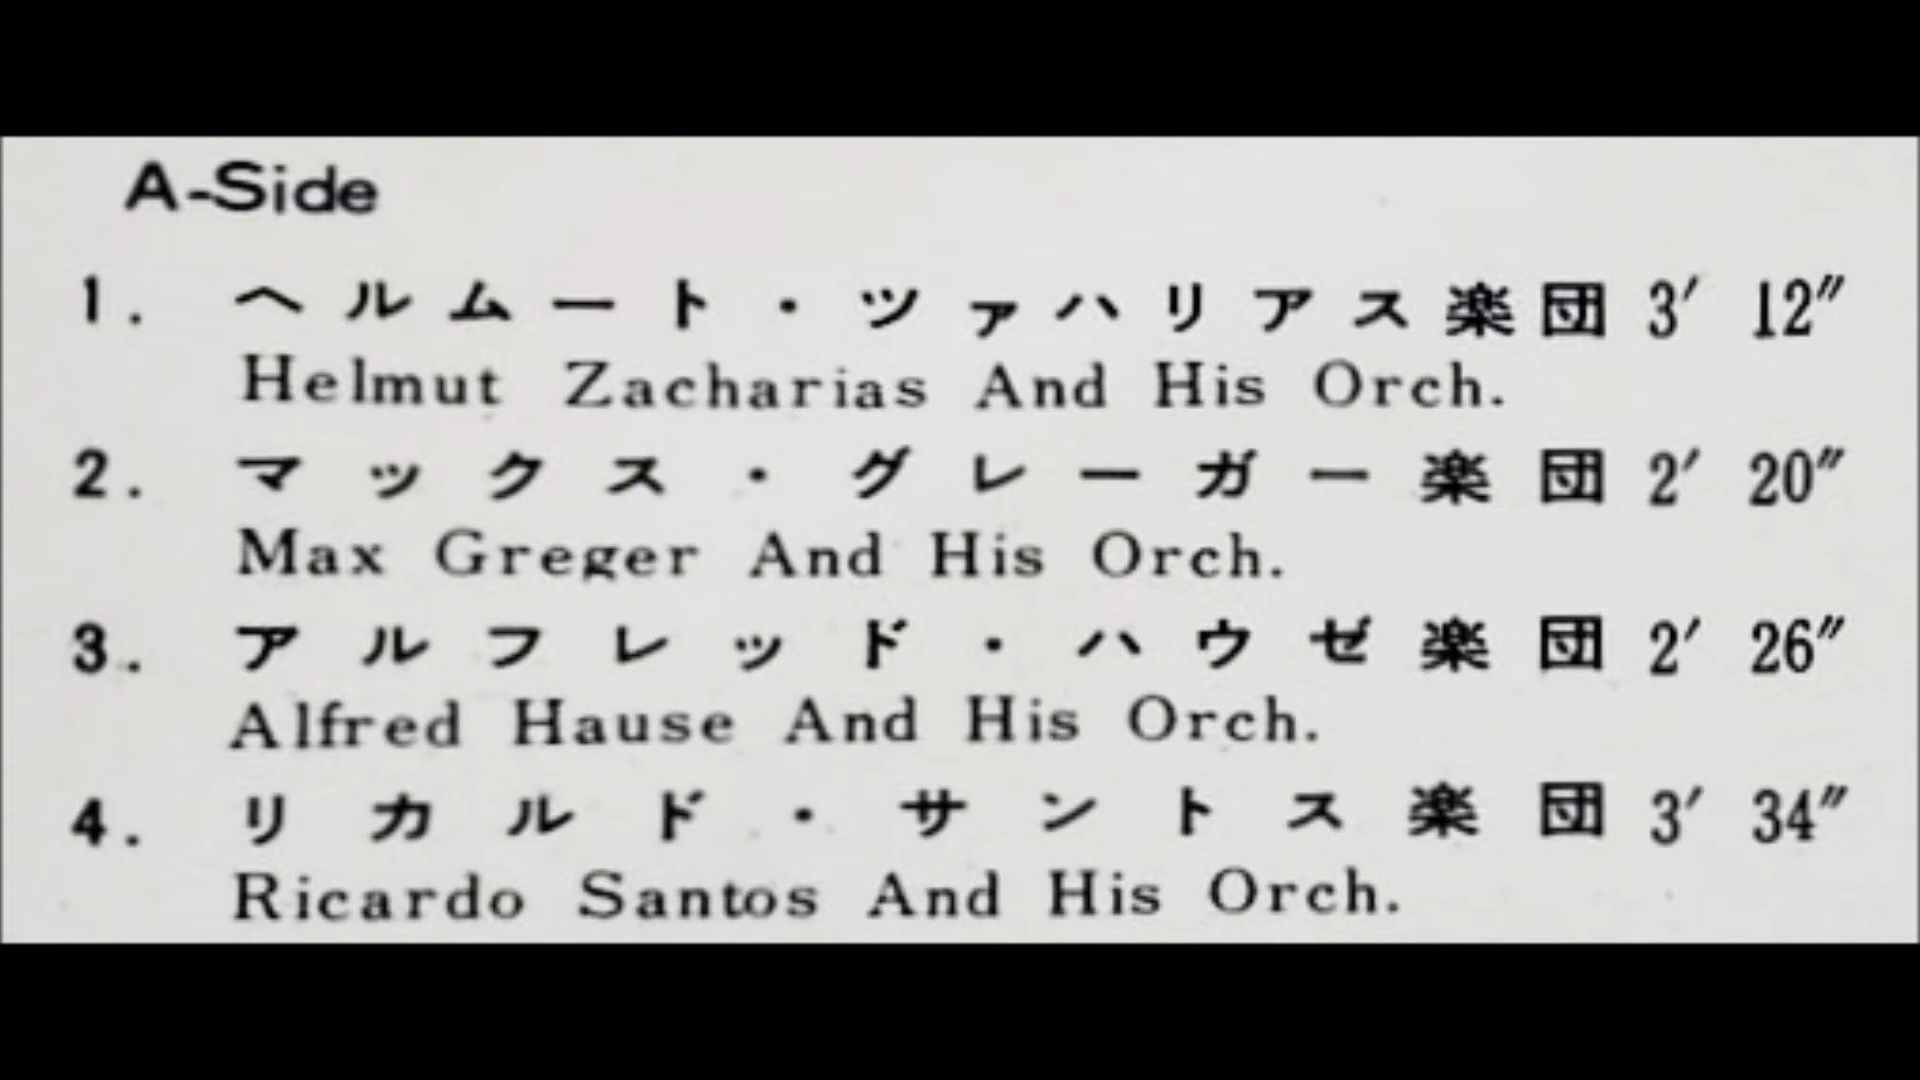 A-Side
1. ヘルムート・ツァハリアス楽団 3′ 12″
Helmut Zacharias And His Orch.
2. マックス・グレーガー楽団 2′ 20″
Max Greger And His Orch.
3. アルフレッド・ハウゼ楽団 2′ 26″
Alfred Hause And His Orch.
4. リカルド・サントス楽団 3′ 34″
Ricardo Santos And His Orch.